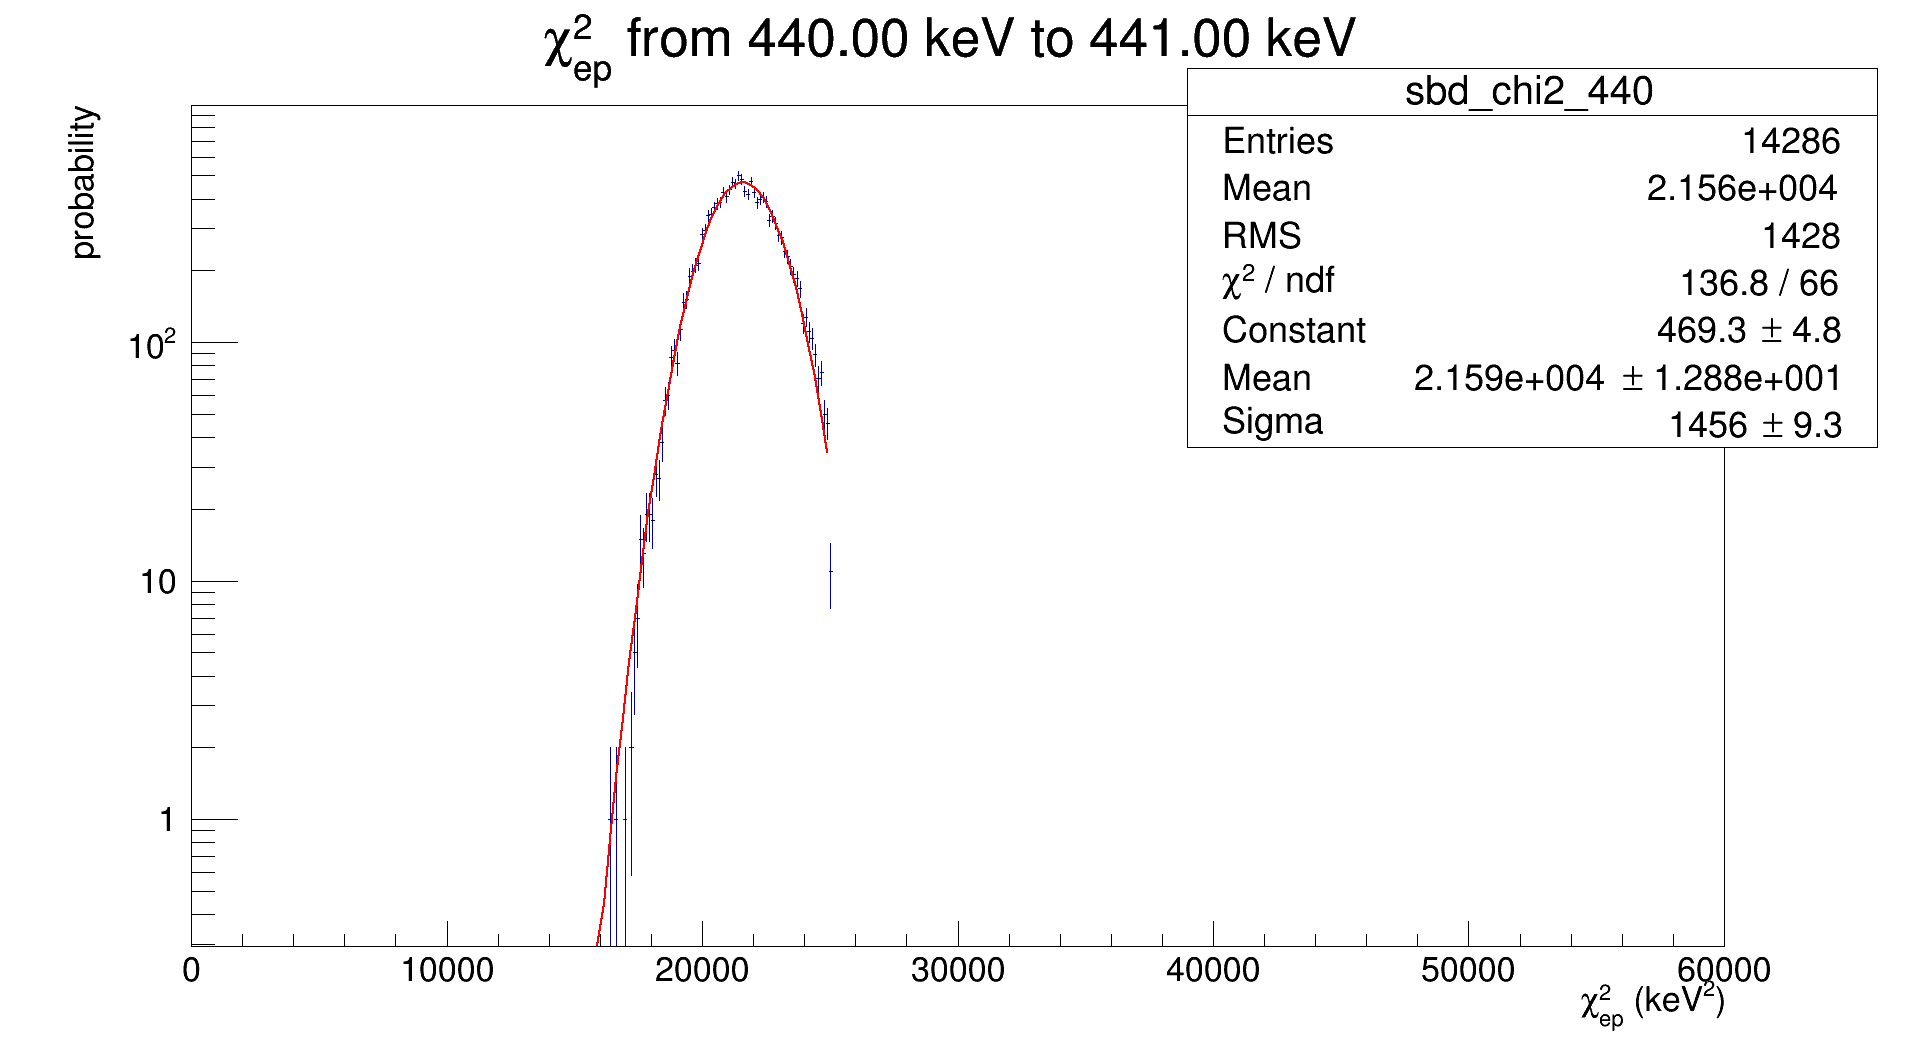 χ²ep from 440.00 keV to 441.00 keV
sbd_chi2_440
Entries 14286
Mean 2.156e+004
RMS 1428
χ² / ndf 136.8 / 66
Constant 469.3 ± 4.8
Mean 2.159e+004 ± 1.288e+001
Sigma 1456 ± 9.3
probability
10²
10
1
0 10000 20000 30000 40000 50000 60000
χ²ep (keV²)